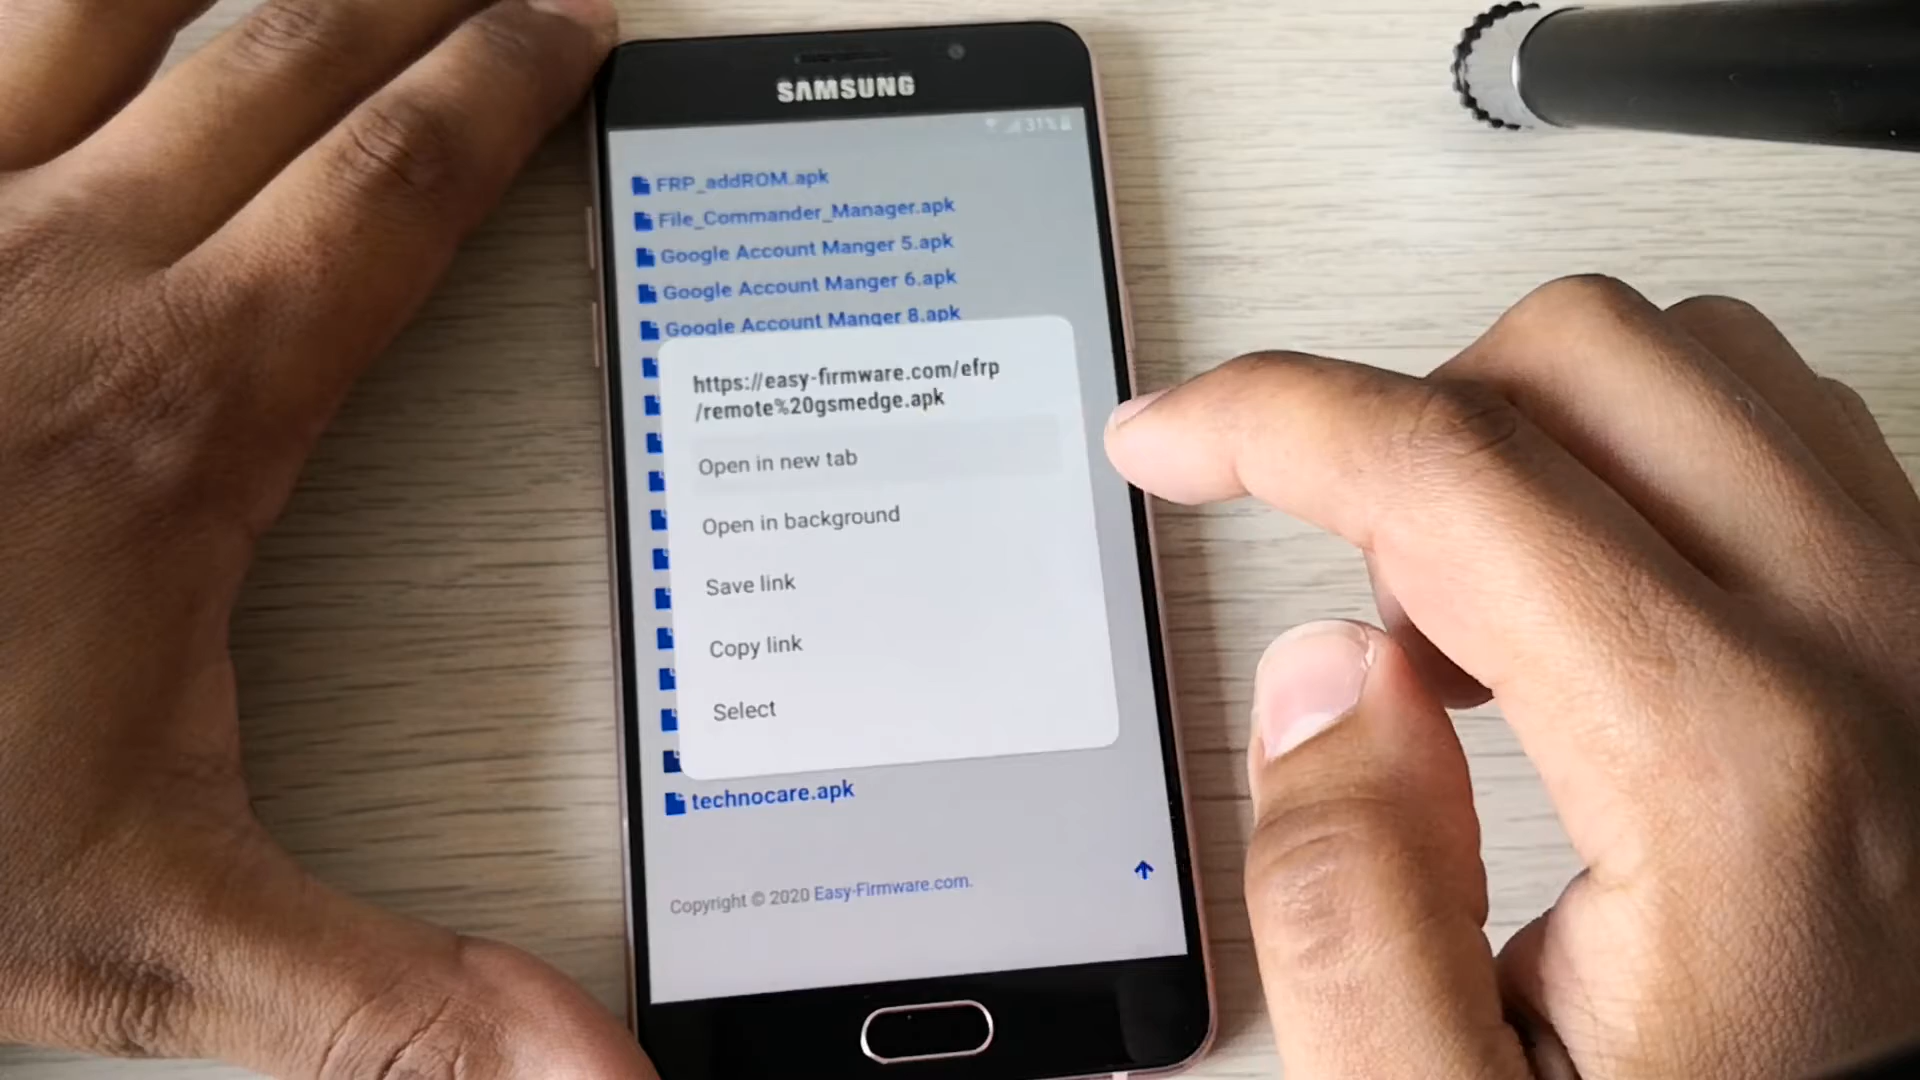 SAMSUNG
31%
FRP_addROM.apk
File_Commander_Manager.apk
Google Account Manger 5.apk
Google Account Manger 6.apk
Google Account Manger 8.apk
https://easy-firmware.com/efrp
/remote%20gsmedge.apk
Open in new tab
Open in background
Save link
Copy link
Select
technocare.apk
Copyright © 2020 Easy-Firmware.com.